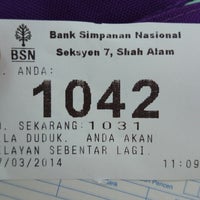 Bank Simpanan Nasional
BSN
Seksyen 7, Shah Alam
ANDA:
1042
SEKARANG: 1031
LA DUDUK. ANDA AKAN
LAYAN SEBENTAR LAGI.
/03/2014
11:09